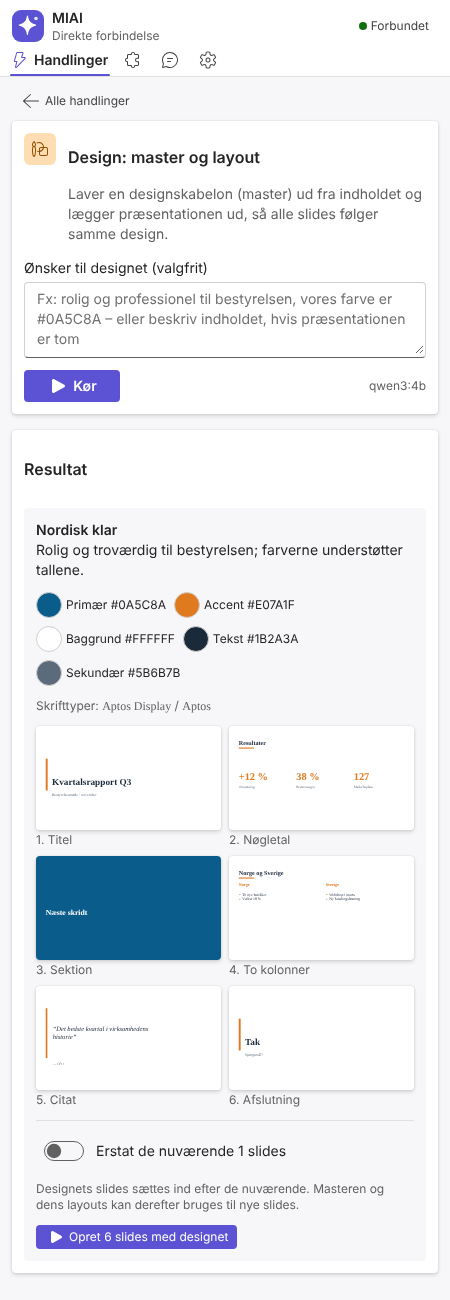 MIAI
Direkte forbindelse
Forbundet
Handlinger
Alle handlinger
Design: master og layout
Laver en designskabelon (master) ud fra indholdet og
lægger præsentationen ud, så alle slides følger
samme design.
Ønsker til designet (valgfrit)
Fx: rolig og professionel til bestyrelsen, vores farve er
#0A5C8A – eller beskriv indholdet, hvis præsentationen
er tom
Kør
qwen3:4b
Resultat
Nordisk klar
Rolig og troværdig til bestyrelsen; farverne understøtter
tallene.
Primær #0A5C8A
Accent #E07A1F
Baggrund #FFFFFF
Tekst #1B2A3A
Sekundær #5B6B7B
Skrifttyper: Aptos Display / Aptos
Kvartalsrapport Q3
Resultater
+12 %
38 %
127
1. Titel
2. Nøgletal
Næste skridt
Norge og Sverige
Norge
Sverige
3. Sektion
4. To kolonner
"Det bedste kvartal i virksomhedens
historie"
Tak
Spørgsmål?
5. Citat
6. Afslutning
Erstat de nuværende 1 slides
Designets slides sættes ind efter de nuværende. Masteren og
dens layouts kan derefter bruges til nye slides.
Opret 6 slides med designet